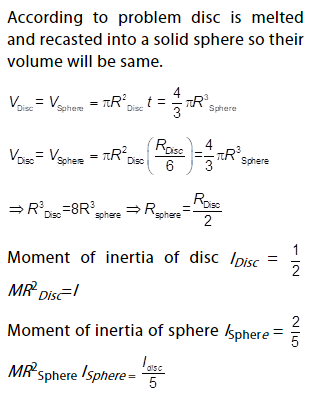 According to problem disc is melted
and recasted into a solid sphere so their
volume will be same.
V_Disc = V_Sphere = πR²_Disc t = 4/3 πR³_Sphere
V_Disc = V_Sphere = πR²_Disc (R_Disc/6) = 4/3 πR³_Sphere
⇒ R³_Disc = 8R³_sphere ⇒ R_sphere = R_Disc/2
Moment of inertia of disc I_Disc = 1/2
MR²_Disc = I
Moment of inertia of sphere I_Sphere = 2/5
MR²_Sphere I_Sphere = I_disc/5